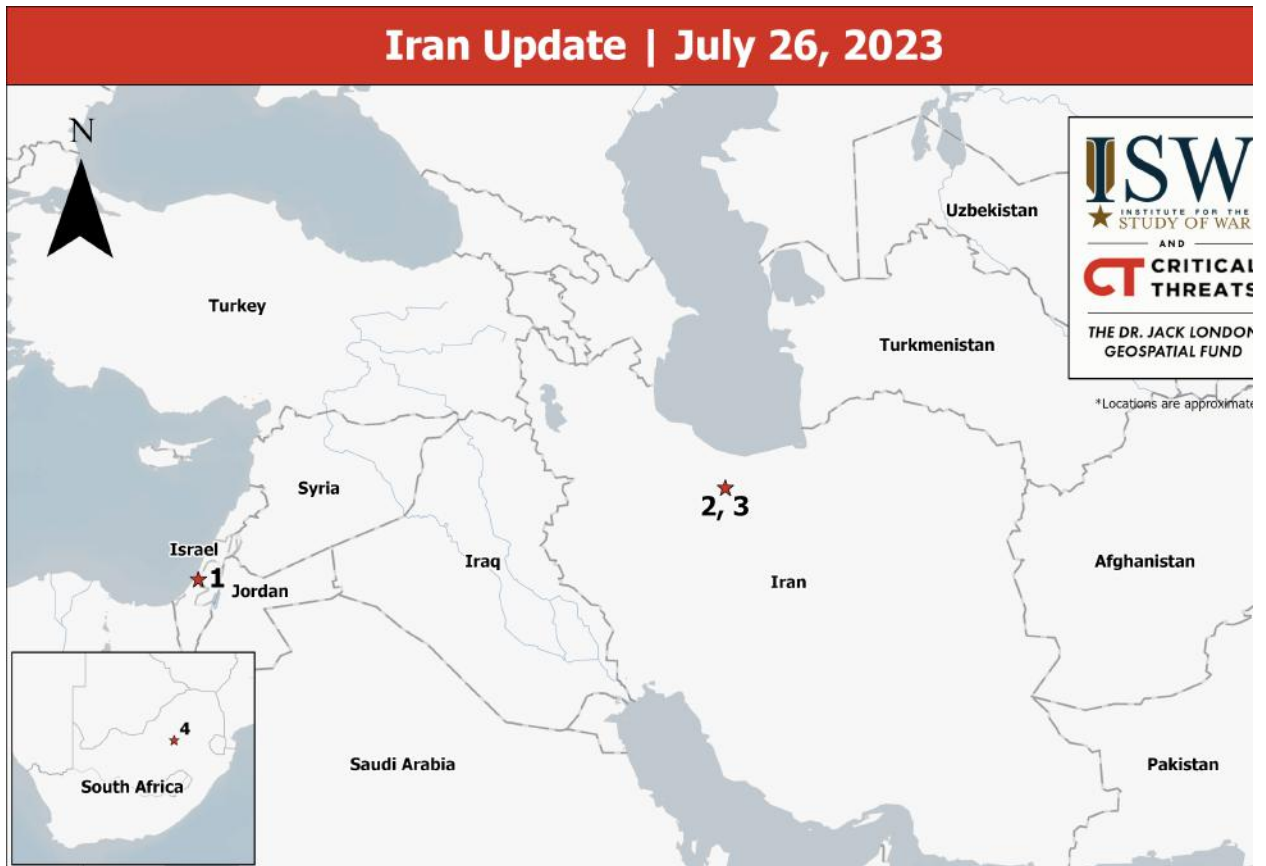 Iran Update | July 26, 2023
N
ISW
INSTITUTE FOR THE
STUDY OF WAR
AND
CT CRITICAL
THREATS
THE DR. JACK LONDON
GEOSPATIAL FUND
*Locations are approximate
Uzbekistan
Turkey
Turkmenistan
Syria
2, 3
Israel
Iraq
Afghanistan
1
Jordan
Iran
4
South Africa
Saudi Arabia
Pakistan